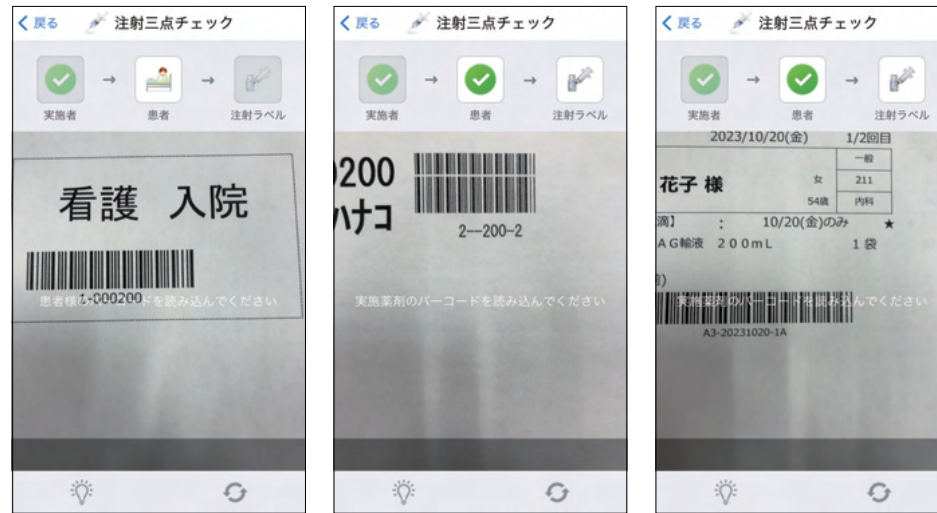 戻る 注射三点チェック
→ →
実施者 患者 注射ラベル
看護 入院
1-000200
患者様のバーコードを読み込んでください
戻る 注射三点チェック
→ →
実施者 患者 注射ラベル
200
ハナコ
2--200-2
実施薬剤のバーコードを読み込んでください
戻る 注射三点チェック
→ →
実施者 患者 注射ラベル
2023/10/20(金) 1/2回目
一般
花子 様 女 211
54歳 内科
滴】 : 10/20(金)のみ ★
AG輸液 200mL 1袋
)
実施薬剤のバーコードを読み込んでください
A3-20231020-1A